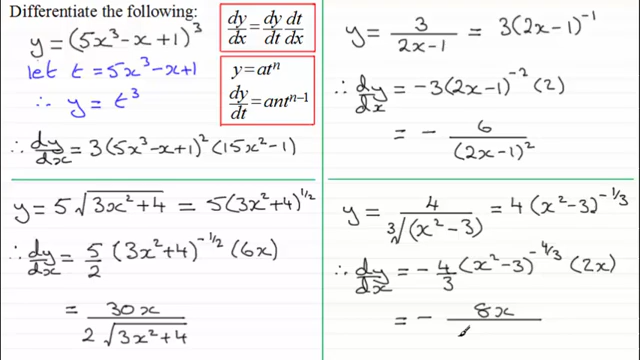 Differentiate the following:
y = (5x³ - x + 1)³
let t = 5x³ - x + 1
∴ y = t³
dy/dx = dy/dt dt/dx
y = atⁿ
dy/dt = antⁿ⁻¹
∴ dy/dx = 3(5x³ - x + 1)² (15x² - 1)
y = 3/(2x-1) = 3(2x-1)⁻¹
∴ dy/dx = -3(2x-1)⁻² (2)
= - 6/(2x-1)²
y = 5√(3x²+4) = 5(3x²+4)^(1/2)
∴ dy/dx = 5/2 (3x²+4)^(-1/2) (6x)
= 30x/(2√(3x²+4))
y = 4/∛(x²-3) = 4(x²-3)^(-1/3)
∴ dy/dx = -4/3 (x²-3)^(-4/3) (2x)
= - 8x/